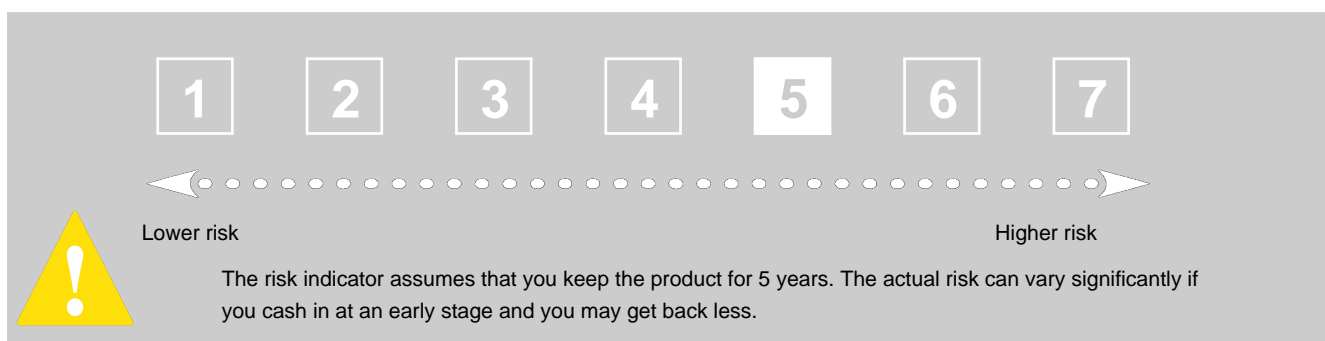 1 2 3 4 5 6 7
Lower risk Higher risk
The risk indicator assumes that you keep the product for 5 years. The actual risk can vary significantly if
you cash in at an early stage and you may get back less.